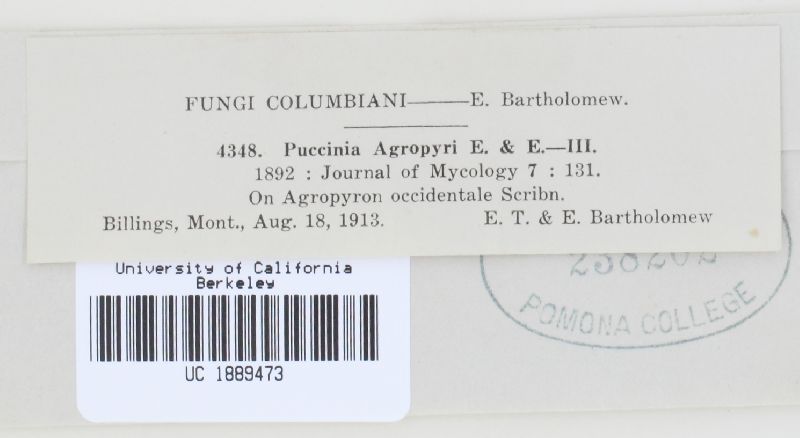 FUNGI COLUMBIANI——E. Bartholomew.
4348. Puccinia Agropyri E. & E.—III.
1892 : Journal of Mycology 7 : 131.
On Agropyron occidentale Scribn.
Billings, Mont., Aug. 18, 1913. E. T. & E. Bartholomew
238202
POMONA COLLEGE
University of California
Berkeley
UC 1889473